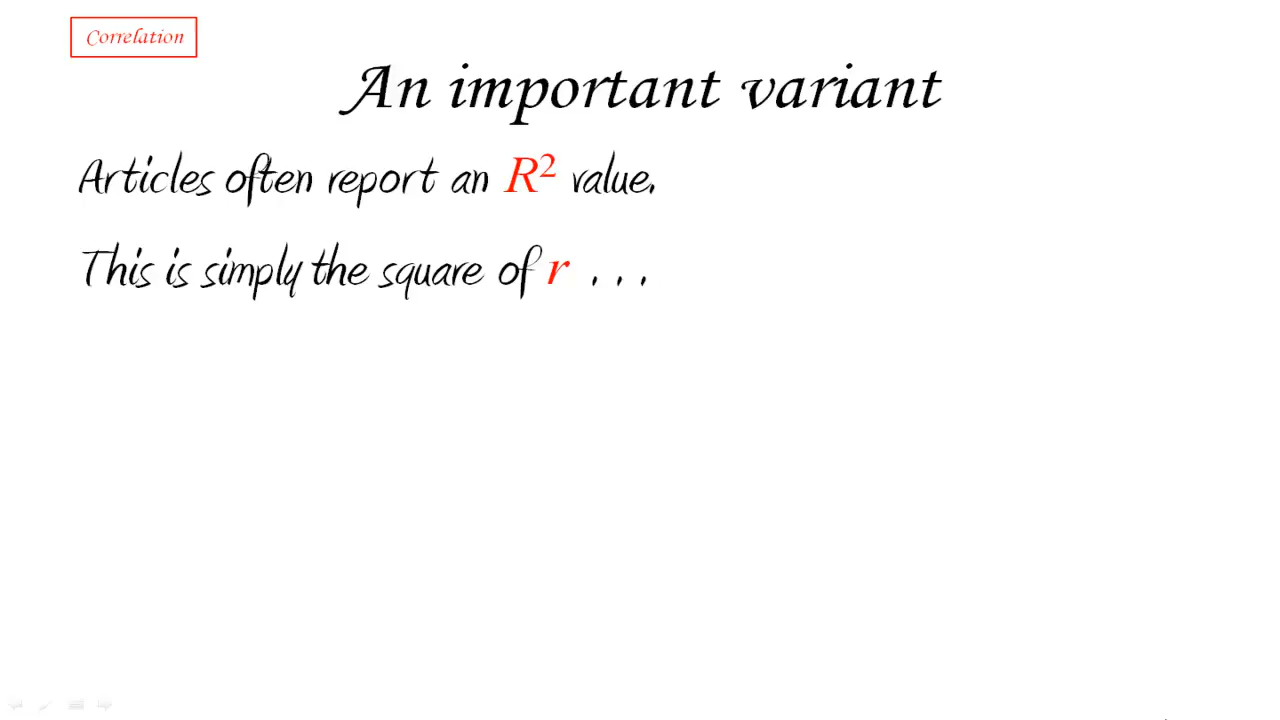 Correlation
An important variant
Articles often report an R² value.
This is simply the square of r . . .